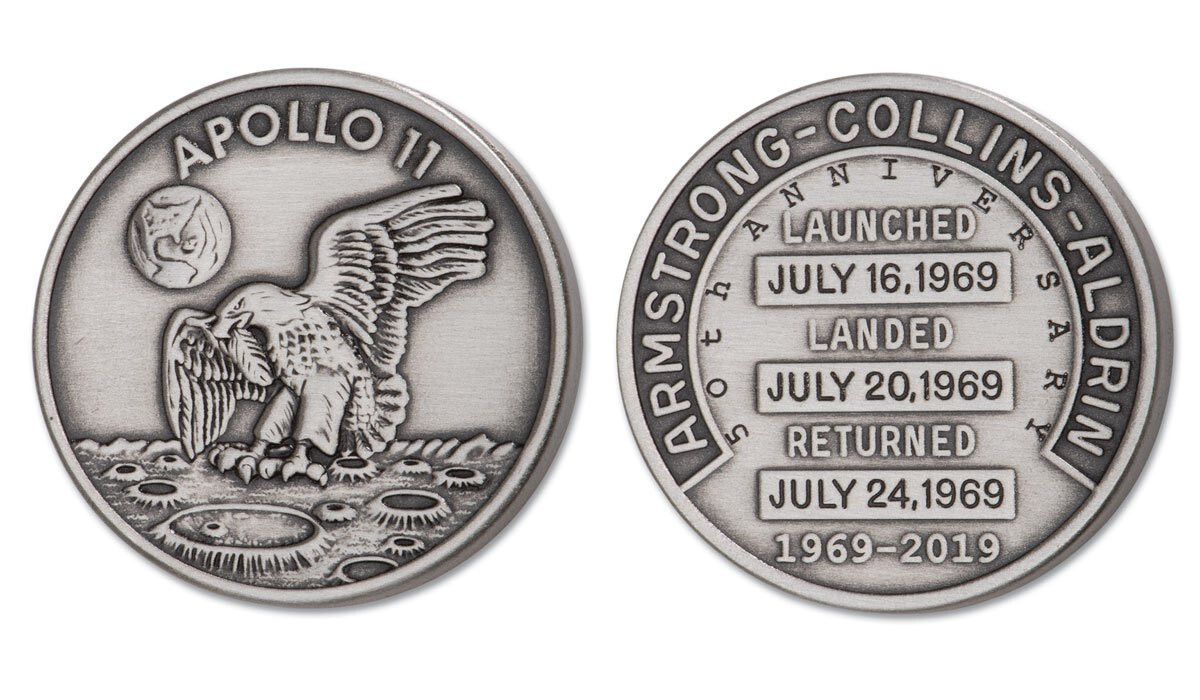 APOLLO 11
ARMSTRONG-COLLINS-ALDRIN
50th ANNIVERSARY
LAUNCHED
JULY 16,1969
LANDED
JULY 20,1969
RETURNED
JULY 24,1969
1969-2019